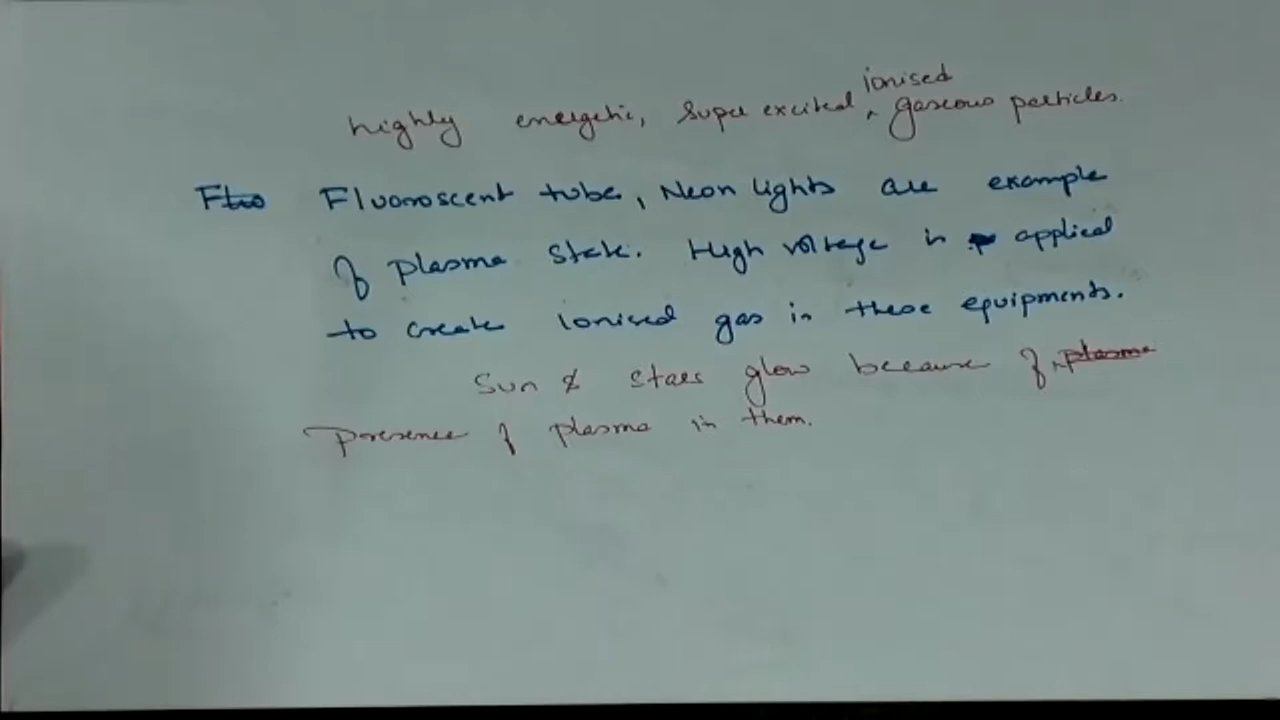 highly energetic, super excited, ionised gaseous particles.
Fluoroscent tube, Neon lights are example
of plasma state. High voltage is applied
to create Ionised gas in these equipments.
Sun & stars glow because of plasma
presence of plasma in them.